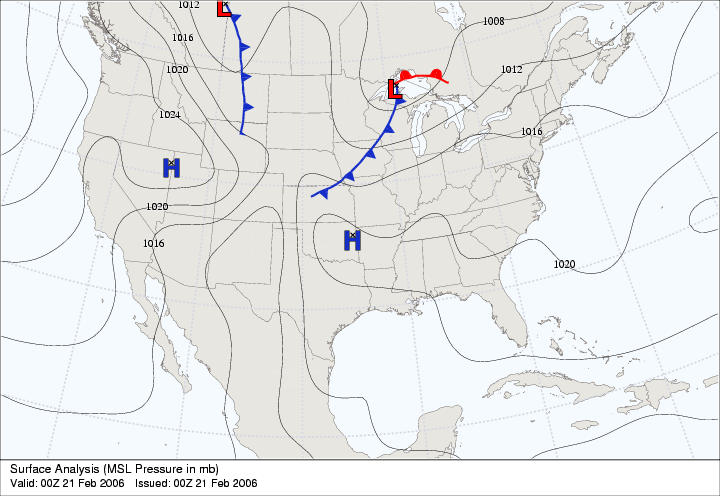 1012
L
1008
1016
1020
1012
L
1024
1016
H
1020
H
1016
1020
Surface Analysis (MSL Pressure in mb)
Valid: 00Z 21 Feb 2006 Issued: 00Z 21 Feb 2006